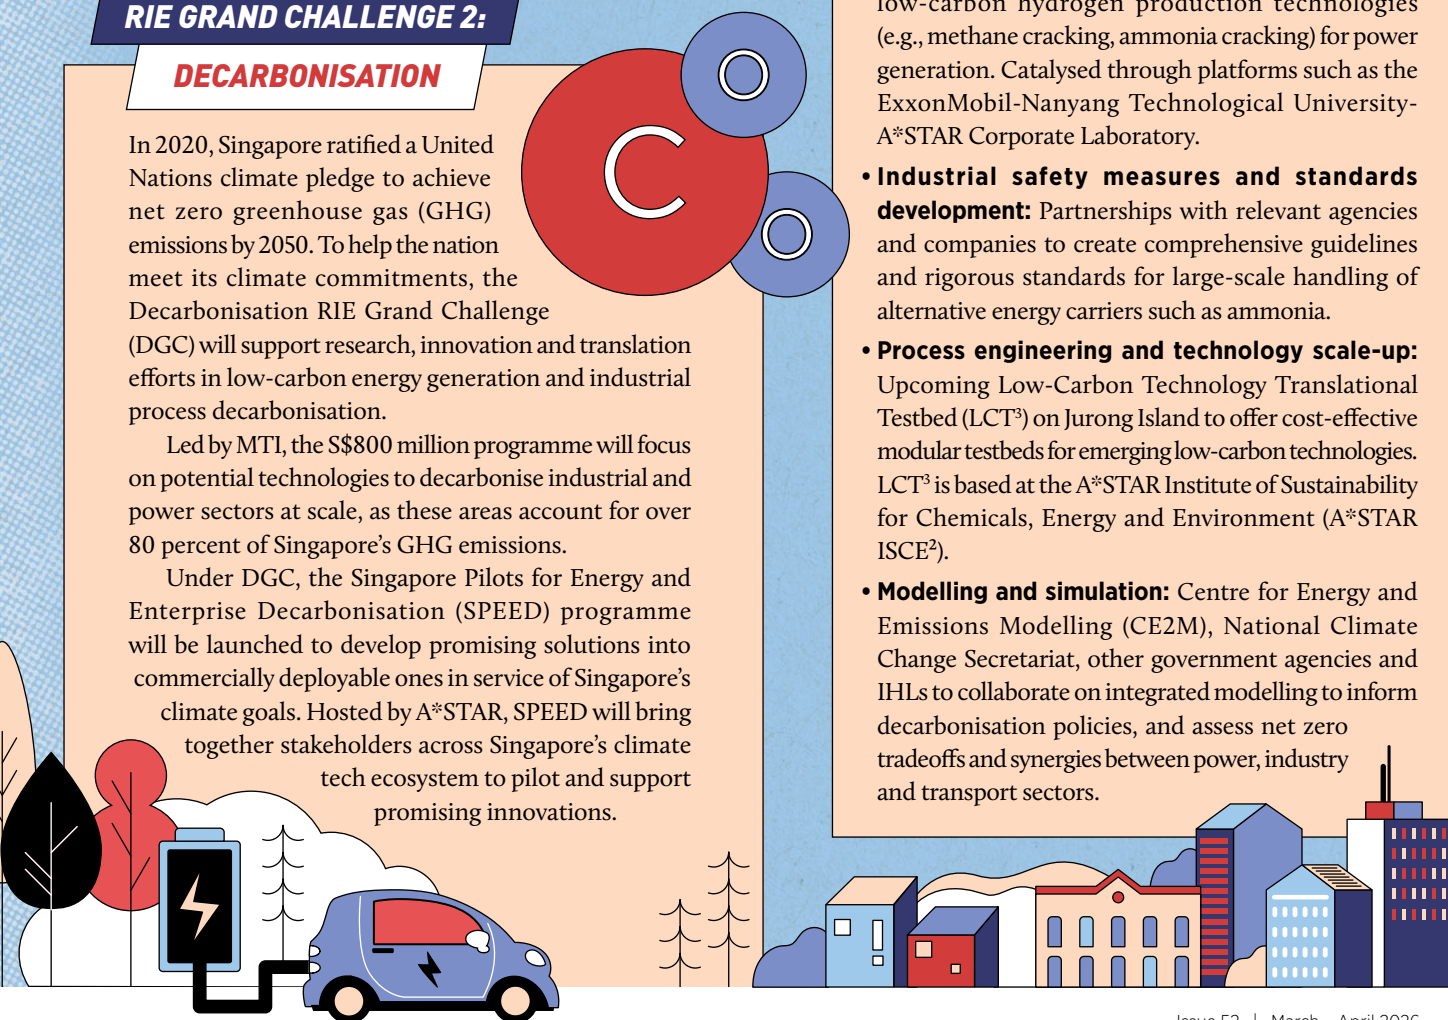 RIE GRAND CHALLENGE 2:
DECARBONISATION
In 2020, Singapore ratified a United
Nations climate pledge to achieve
net zero greenhouse gas (GHG)
emissions by 2050. To help the nation
meet its climate commitments, the
Decarbonisation RIE Grand Challenge
(DGC) will support research, innovation and translation
efforts in low-carbon energy generation and industrial
process decarbonisation.
Led by MTI, the S$800 million programme will focus
on potential technologies to decarbonise industrial and
power sectors at scale, as these areas account for over
80 percent of Singapore's GHG emissions.
Under DGC, the Singapore Pilots for Energy and
Enterprise Decarbonisation (SPEED) programme
will be launched to develop promising solutions into
commercially deployable ones in service of Singapore's
climate goals. Hosted by A*STAR, SPEED will bring
together stakeholders across Singapore's climate
tech ecosystem to pilot and support
promising innovations.
C
O
O
low-carbon hydrogen production technologies
(e.g., methane cracking, ammonia cracking) for power
generation. Catalysed through platforms such as the
ExxonMobil-Nanyang Technological University-
A*STAR Corporate Laboratory.
• Industrial safety measures and standards
development: Partnerships with relevant agencies
and companies to create comprehensive guidelines
and rigorous standards for large-scale handling of
alternative energy carriers such as ammonia.
• Process engineering and technology scale-up:
Upcoming Low-Carbon Technology Translational
Testbed (LCT³) on Jurong Island to offer cost-effective
modular testbeds for emerging low-carbon technologies.
LCT³ is based at the A*STAR Institute of Sustainability
for Chemicals, Energy and Environment (A*STAR
ISCE²).
• Modelling and simulation: Centre for Energy and
Emissions Modelling (CE2M), National Climate
Change Secretariat, other government agencies and
IHLs to collaborate on integrated modelling to inform
decarbonisation policies, and assess net zero
tradeoffs and synergies between power, industry
and transport sectors.